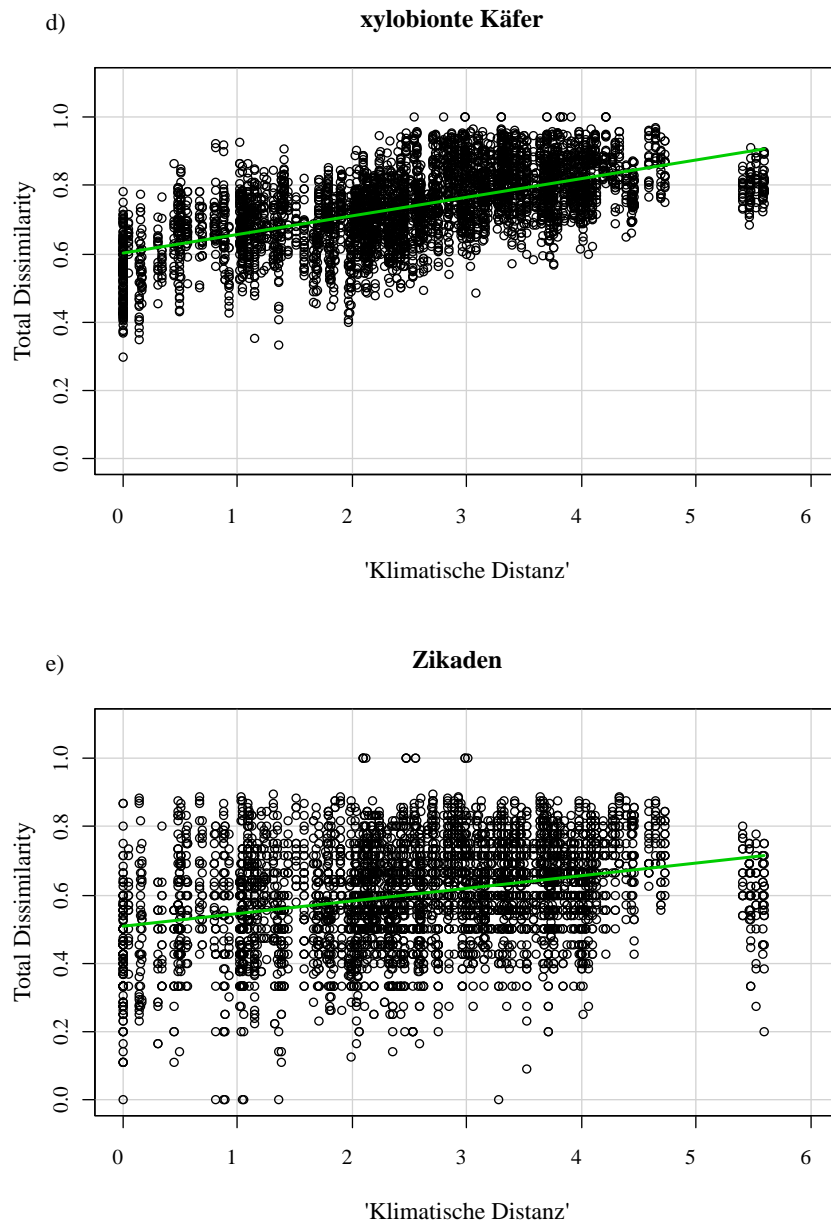 d)
xylobionte Käfer
Total Dissimilarity
1.0
0.8
0.6
0.4
0.2
0.0
0 1 2 3 4 5 6
'Klimatische Distanz'
e)
Zikaden
Total Dissimilarity
1.0
0.8
0.6
0.4
0.2
0.0
0 1 2 3 4 5 6
'Klimatische Distanz'